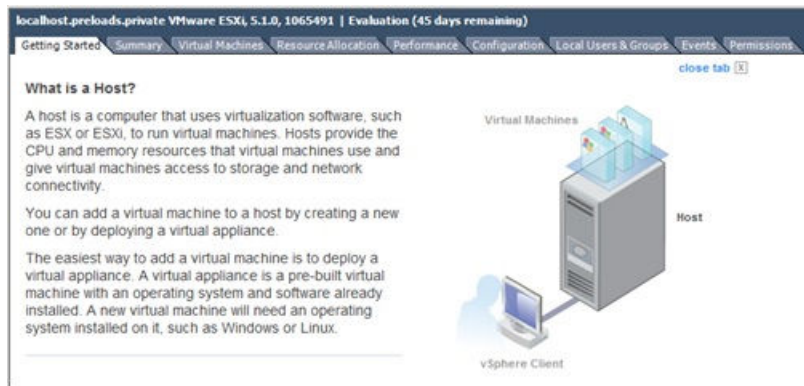 localhost.preloads.private VMware ESXi, 5.1.0, 1065491 | Evaluation (45 days remaining)
Getting Started Summary Virtual Machines Resource Allocation Performance Configuration Local Users & Groups Events Permissions
close tab X
What is a Host?
A host is a computer that uses virtualization software, such
as ESX or ESXi, to run virtual machines. Hosts provide the
CPU and memory resources that virtual machines use and
give virtual machines access to storage and network
connectivity.
You can add a virtual machine to a host by creating a new
one or by deploying a virtual appliance.
The easiest way to add a virtual machine is to deploy a
virtual appliance. A virtual appliance is a pre-built virtual
machine with an operating system and software already
installed. A new virtual machine will need an operating
system installed on it, such as Windows or Linux.
Virtual Machines
Host
vSphere Client